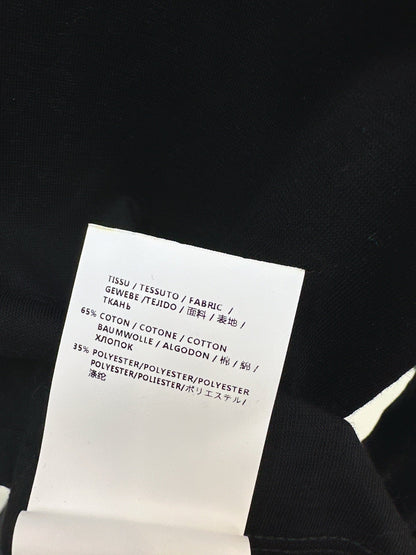 TISSU / TESSUTO / FABRIC /
GEWEBE /TEJIDO / 面料 / 表地 /
ТКАНЬ
65% COTON / COTONE / COTTON
BAUMWOLLE / ALGODON / 棉 / 綿 /
ХЛОПОК
35% POLYESTER/POLYESTER/POLYESTER
POLYESTER/POLIESTER/ポリエステル/
涤纶